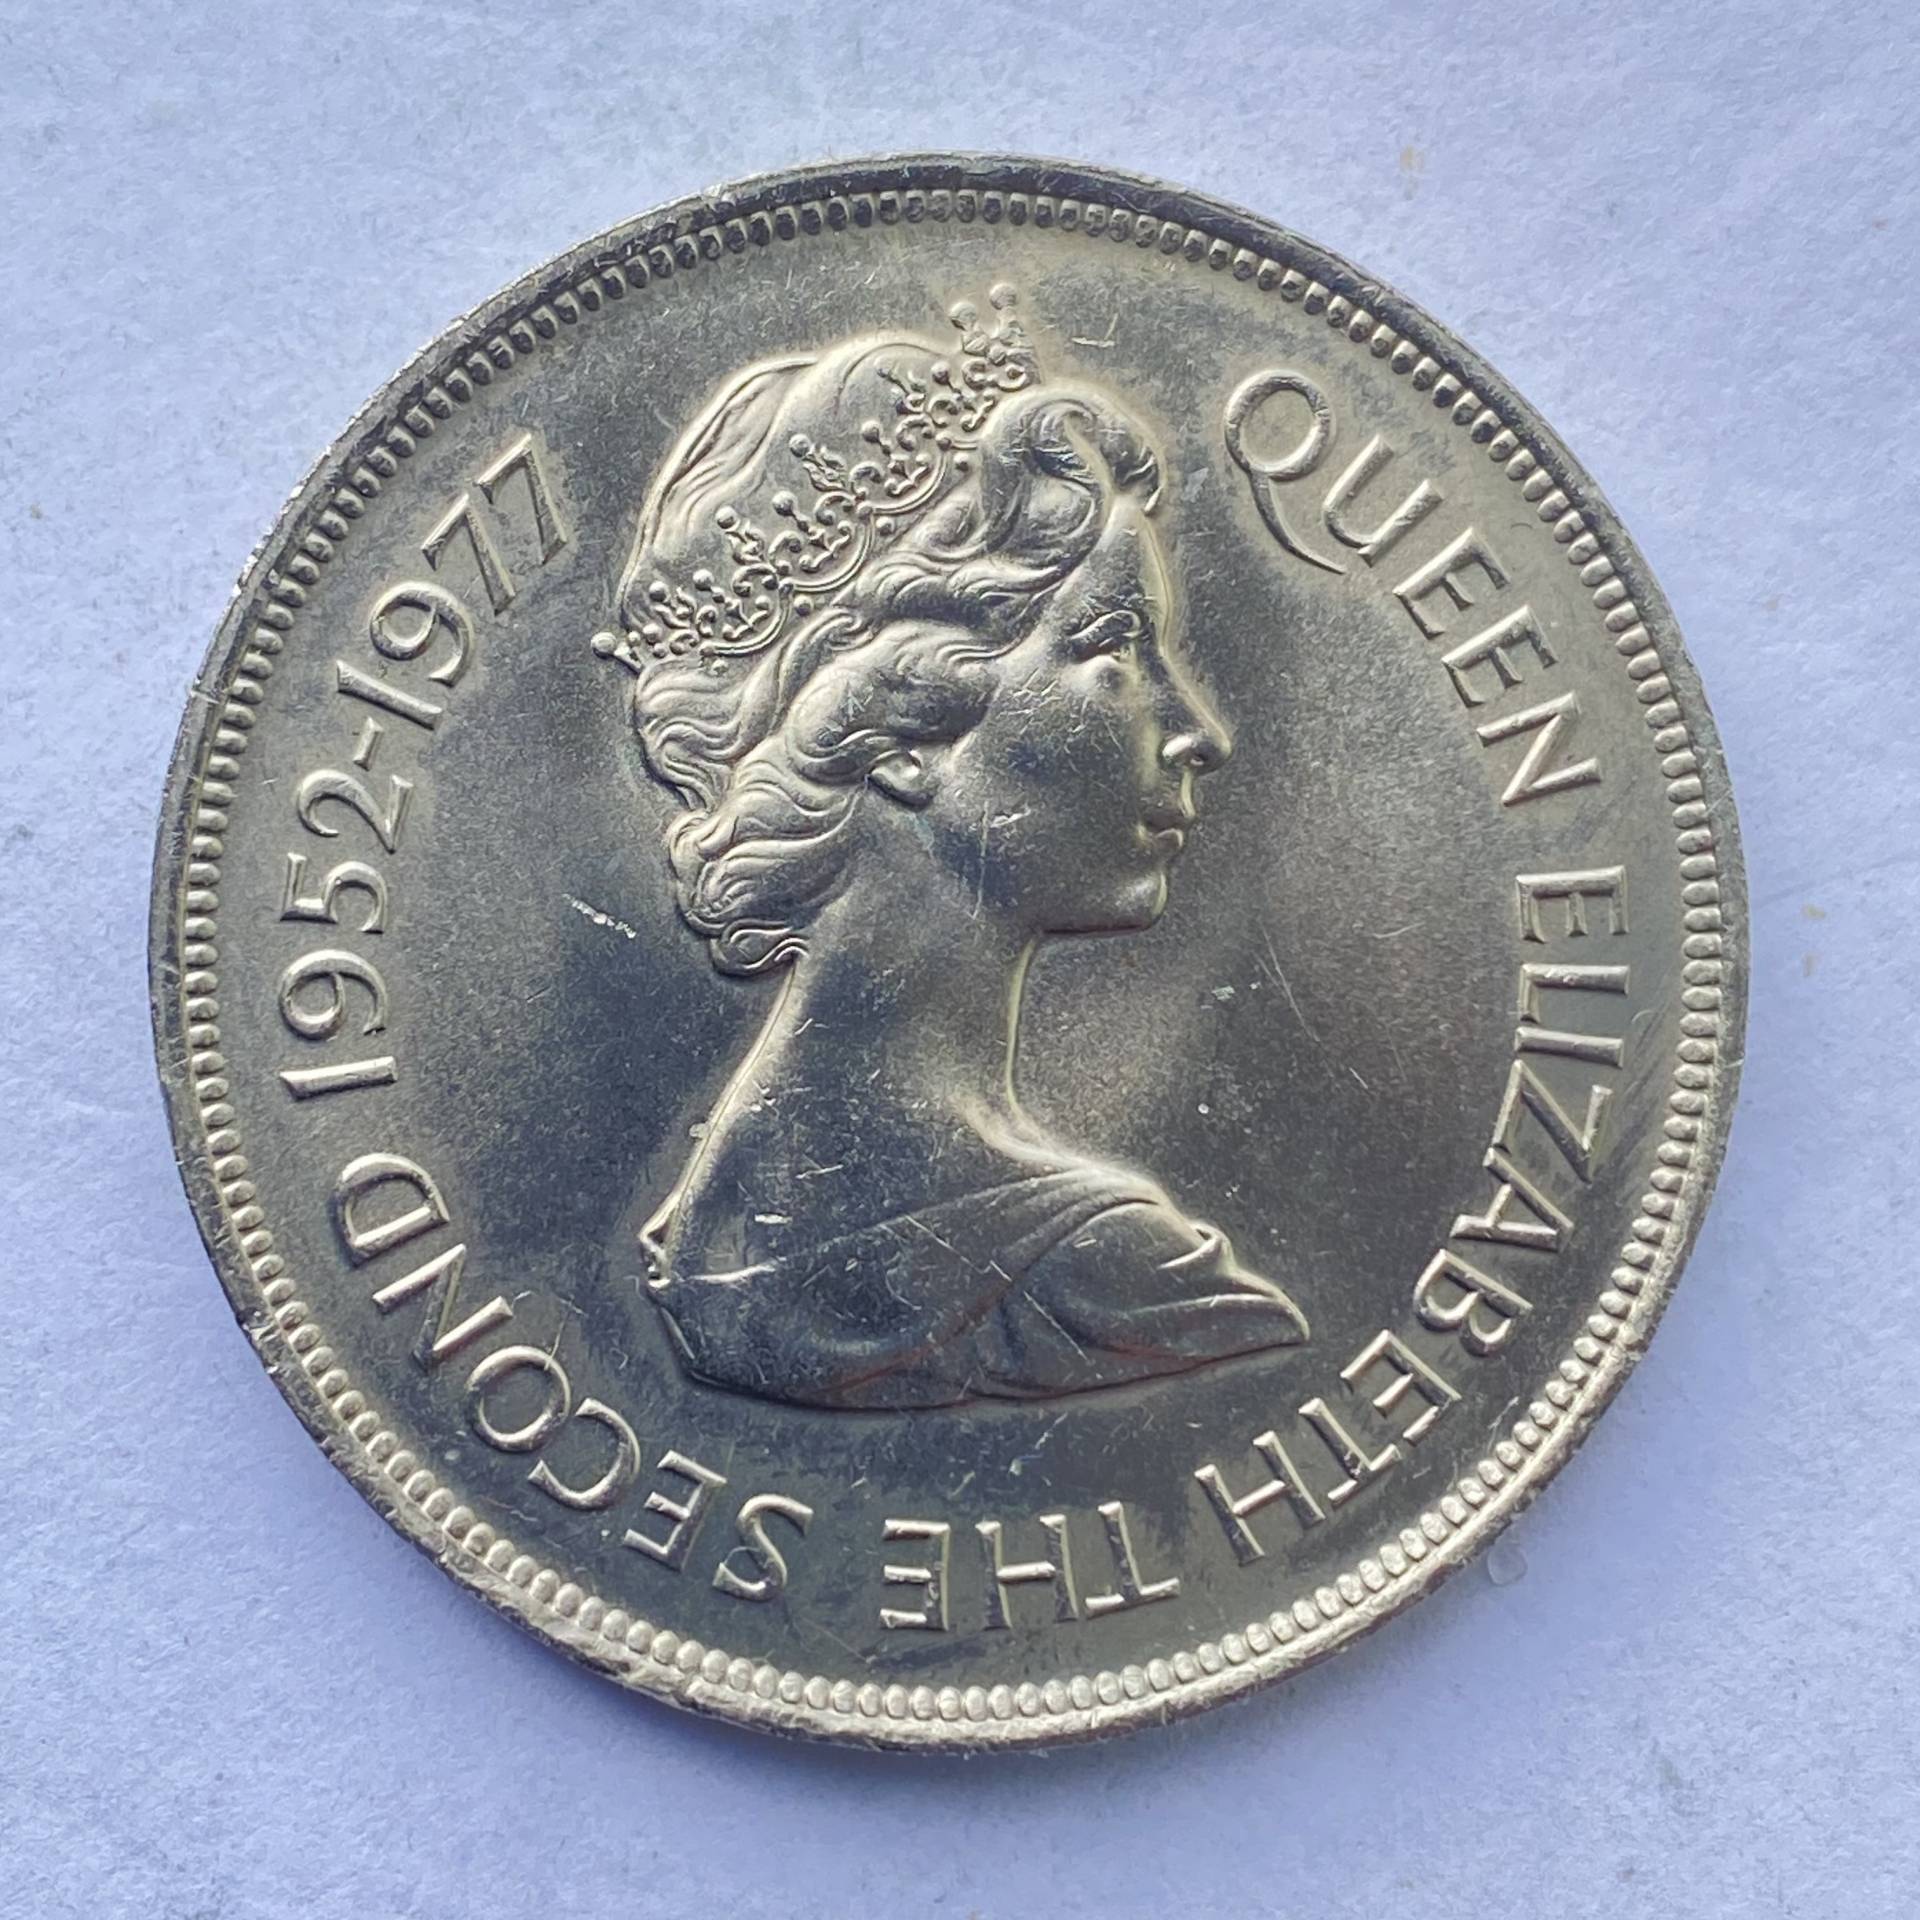 QUEEN ELIZABETH THE SECOND 1952-1977